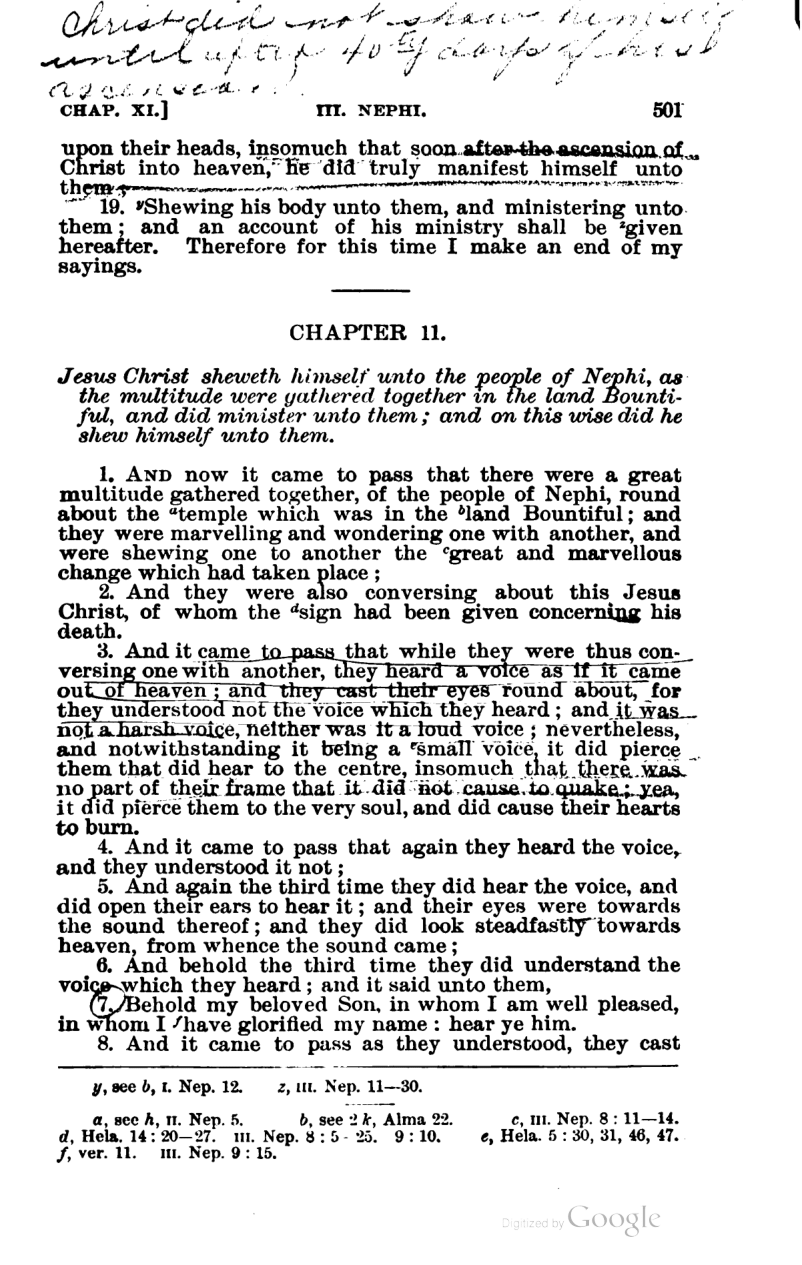 Christ did not shew himself
until after 40ty days of his
ascension.
CHAP. XI.] III. NEPHI. 501
upon their heads, insomuch that soon after the ascension of
Christ into heaven, he did truly manifest himself unto
them;
19. yShewing his body unto them, and ministering unto
them; and an account of his ministry shall be zgiven
hereafter. Therefore for this time I make an end of my
sayings.
CHAPTER 11.
Jesus Christ sheweth himself unto the people of Nephi, as
the multitude were gathered together in the land Bounti-
ful, and did minister unto them; and on this wise did he
shew himself unto them.
1. AND now it came to pass that there were a great
multitude gathered together, of the people of Nephi, round
about the atemple which was in the bland Bountiful; and
they were marvelling and wondering one with another, and
were shewing one to another the cgreat and marvellous
change which had taken place;
2. And they were also conversing about this Jesus
Christ, of whom the dsign had been given concerning his
death.
3. And it came to pass that while they were thus con-
versing one with another, they heard a voice as if it came
out of heaven; and they cast their eyes round about, for
they understood not the voice which they heard; and it was
not a harsh voice, neither was it a loud voice; nevertheless,
and notwithstanding it being a esmall voice, it did pierce
them that did hear to the centre, insomuch that there was
no part of their frame that it did not cause to quake; yea,
it did pierce them to the very soul, and did cause their hearts
to burn.
4. And it came to pass that again they heard the voice,
and they understood it not;
5. And again the third time they did hear the voice, and
did open their ears to hear it; and their eyes were towards
the sound thereof; and they did look steadfastly towards
heaven, from whence the sound came;
6. And behold the third time they did understand the
voice which they heard; and it said unto them,
7. Behold my beloved Son, in whom I am well pleased,
in whom I fhave glorified my name: hear ye him.
8. And it came to pass as they understood, they cast
y, see b, I. Nep. 12. z, III. Nep. 11—30.
a, see h, II. Nep. 5. b, see 2 k, Alma 22. c, III. Nep. 8:11—14.
d, Hela. 14:20—27. III. Nep. 8:5-25. 9:10. e, Hela. 5:30, 31, 46, 47.
f, ver. 11. III. Nep. 9:15.
Digitized by Google